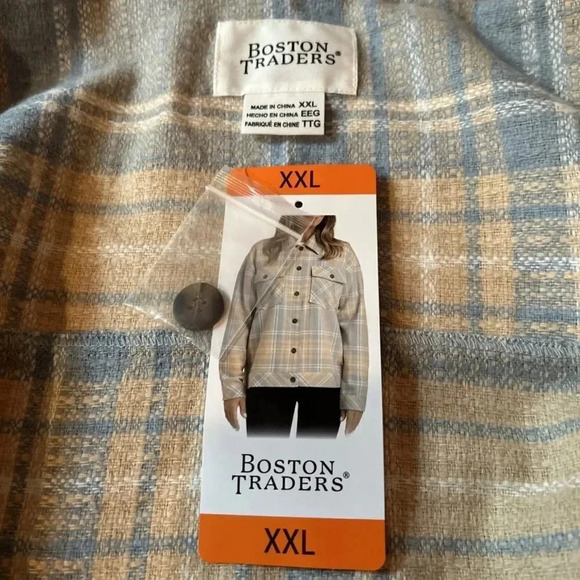 BOSTON
TRADERS®
MADE IN CHINA XXL
HECHO EN CHINA EEG
FABRIQUÉ EN CHINE TTG
XXL
BOSTON
TRADERS®
XXL